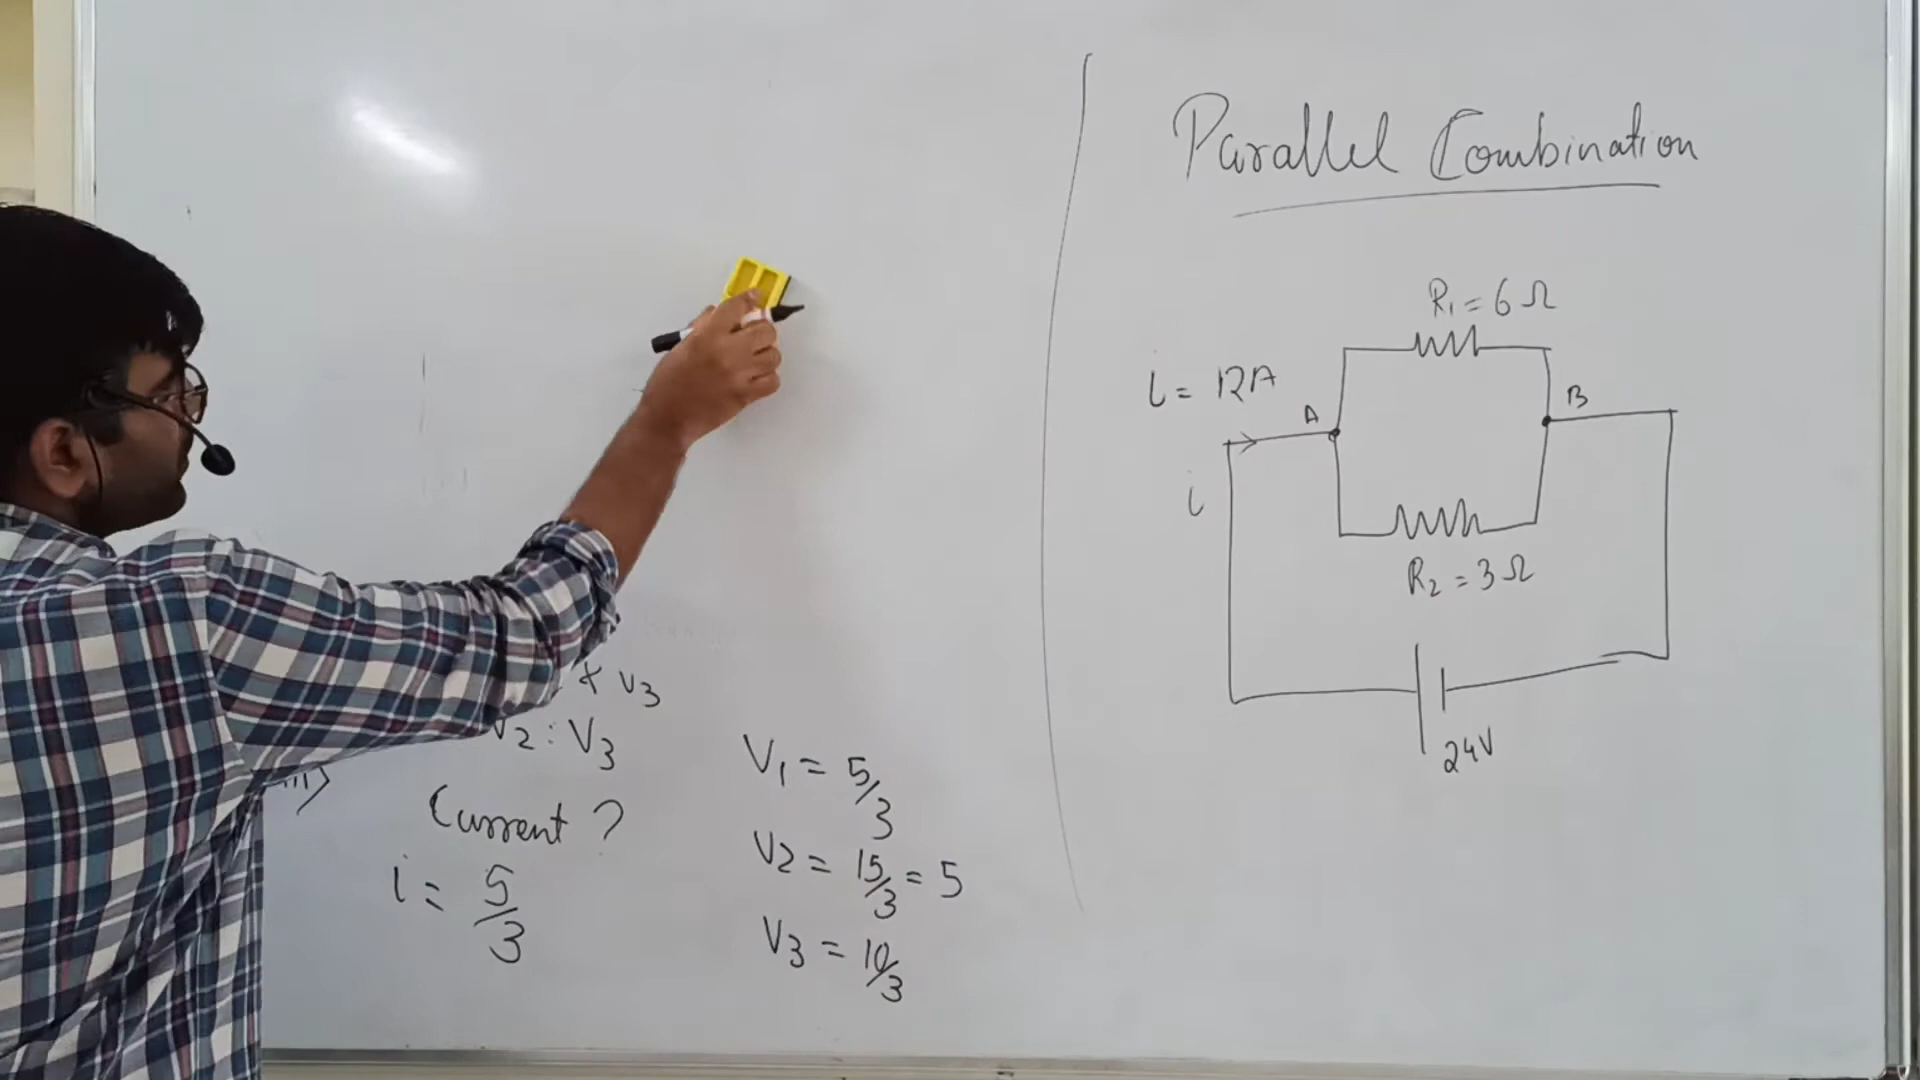 x V3
V2 : V3
Current ?
i = 5/3
V1 = 5/3
V2 = 15/3 = 5
V3 = 10/3
Parallel Combination
R1 = 6 Ω
i = 12A
A
B
i
R2 = 3 Ω
24V